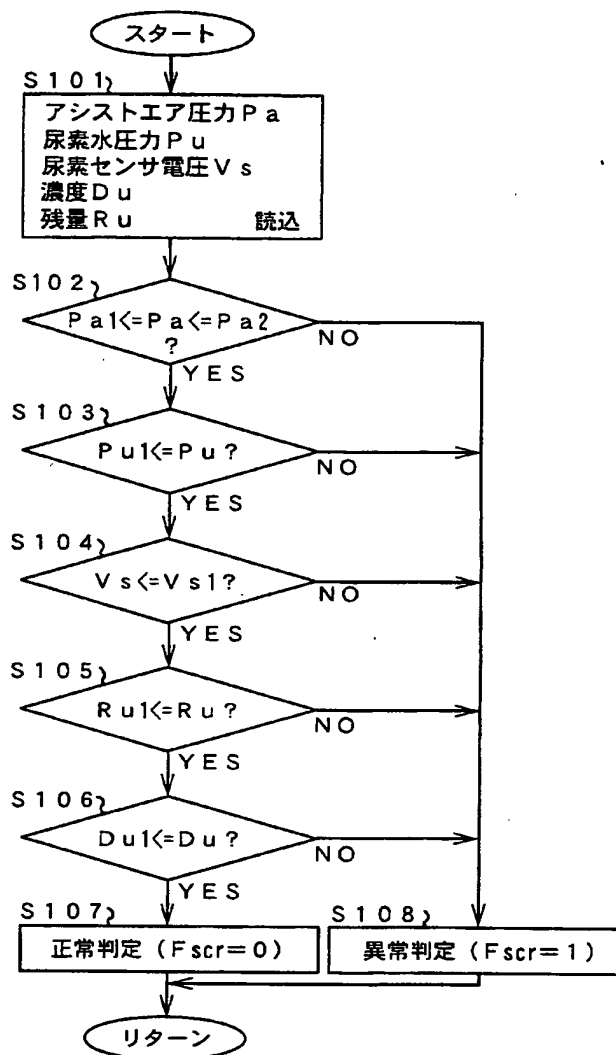 スタート
S101
アシストエア圧力Pa
尿素水圧力Pu
尿素センサ電圧Vs
濃度Du
残量Ru 読込
S102
Pa1<=Pa<=Pa2
?
NO
YES
S103
Pu1<=Pu?
NO
YES
S104
Vs<=Vs1?
NO
YES
S105
Ru1<=Ru?
NO
YES
S106
Du1<=Du?
NO
YES
S107
正常判定(Fscr=0)
S108
異常判定(Fscr=1)
リターン